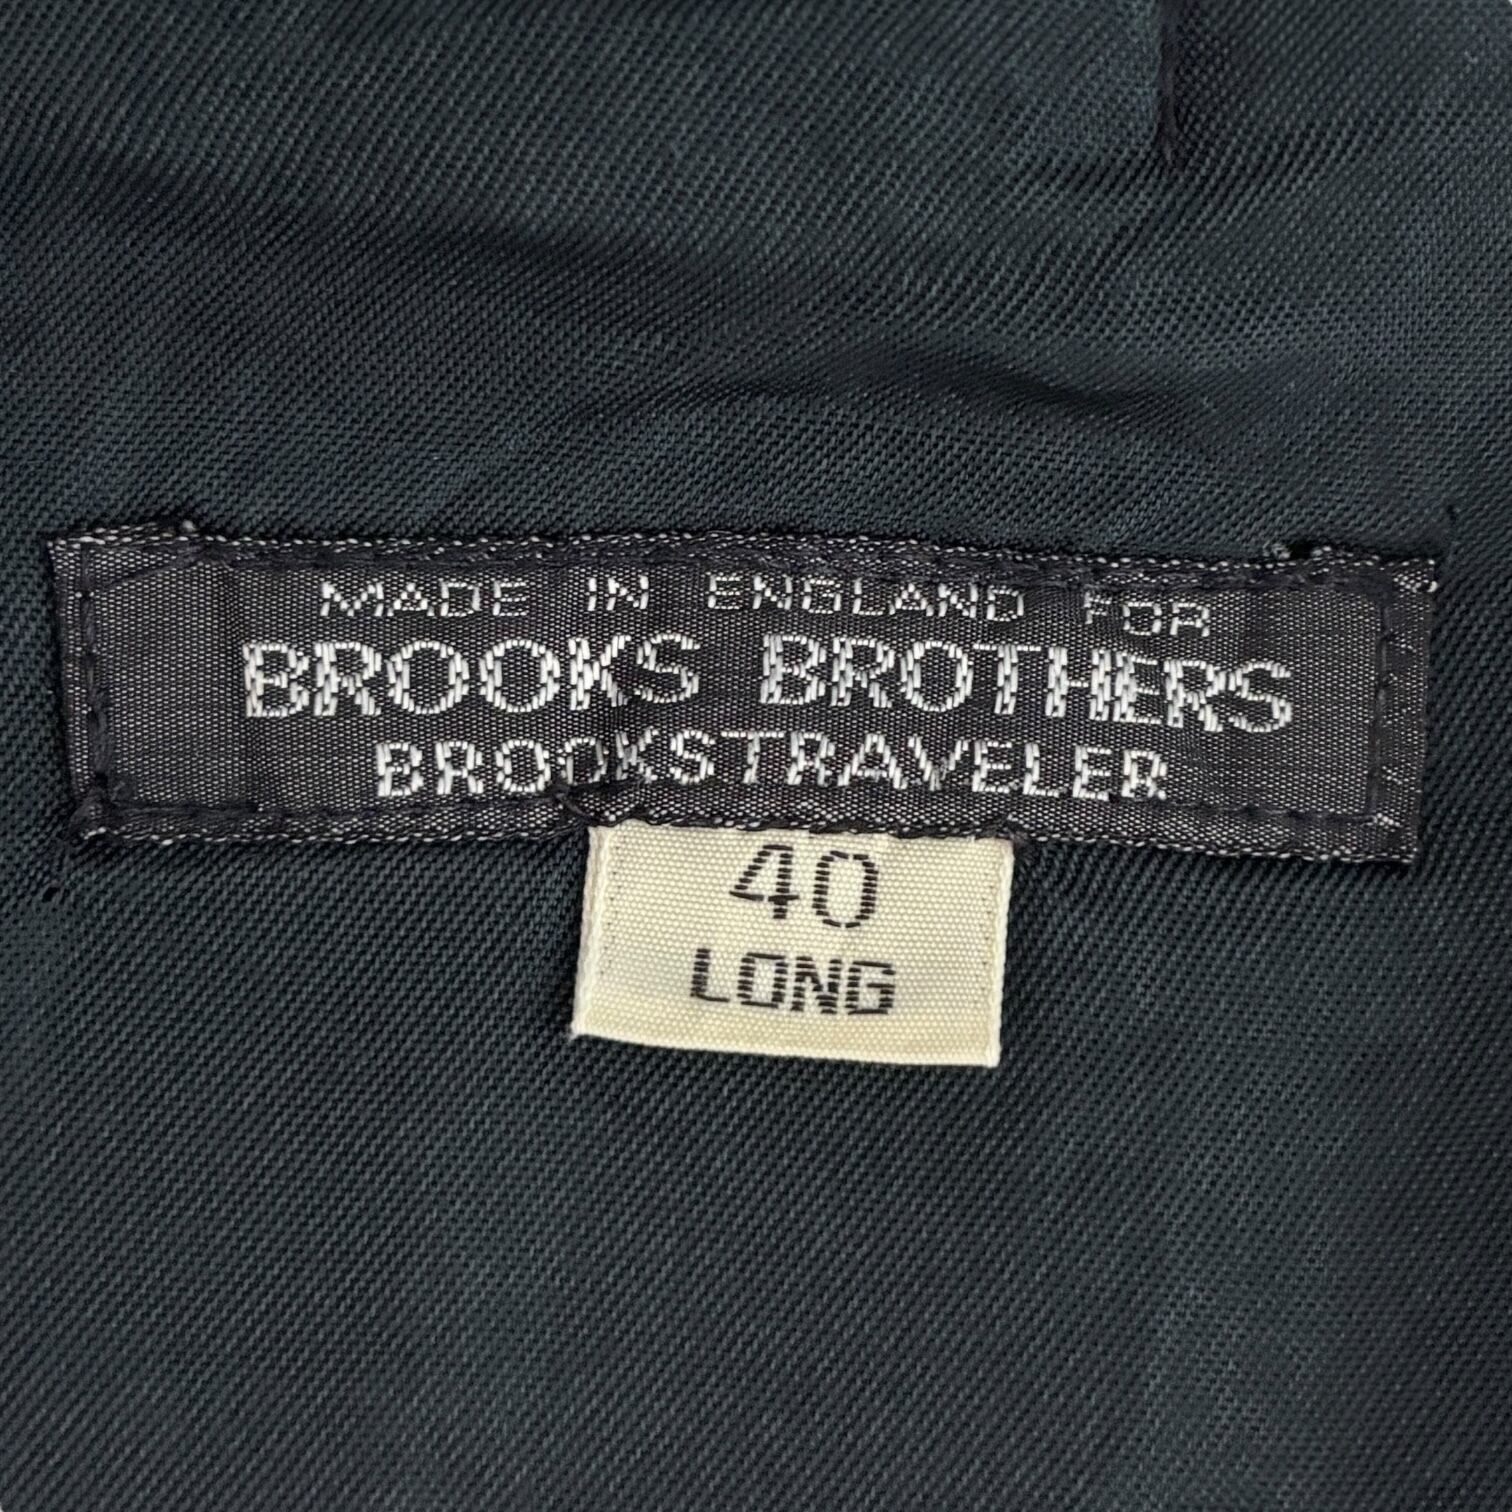 MADE IN ENGLAND FOR
BROOKS BROTHERS
BROOKSTRAVELER
40
LONG